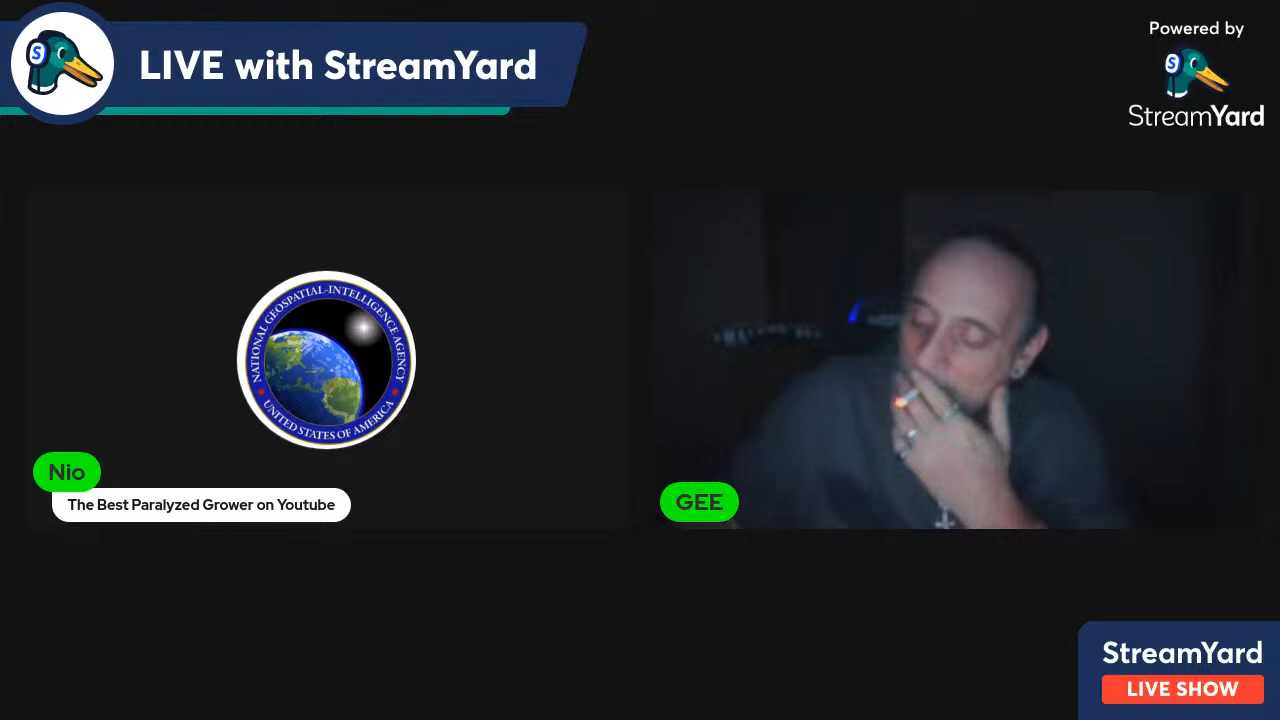 LIVE with StreamYard
Powered by
StreamYard
NATIONAL GEOSPATIAL-INTELLIGENCE AGENCY
UNITED STATES OF AMERICA
Nio
The Best Paralyzed Grower on Youtube
GEE
StreamYard
LIVE SHOW